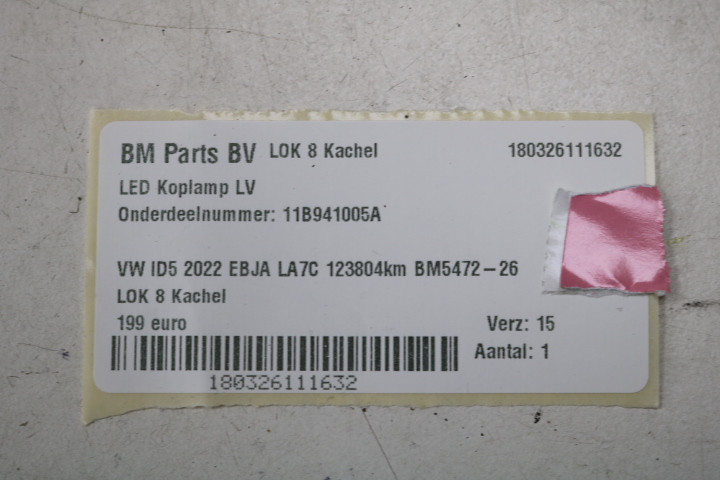 BM Parts BV LOK 8 Kachel 180326111632
LED Koplamp LV
Onderdeelnummer: 11B941005A
VW ID5 2022 EBJA LA7C 123804km BM5472-26
LOK 8 Kachel
199 euro Verz: 15
Aantal: 1
180326111632